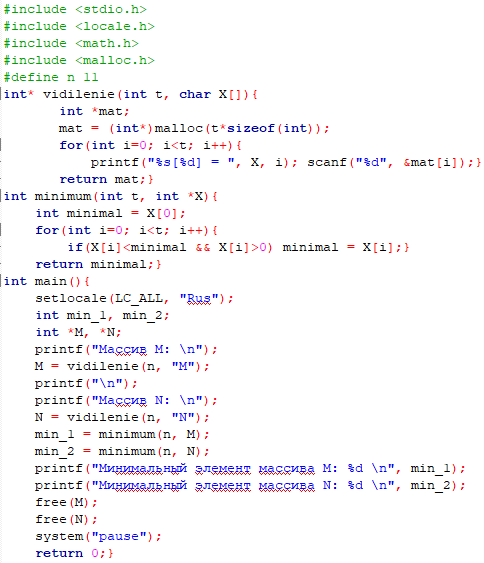 #include <stdio.h>
#include <locale.h>
#include <math.h>
#include <malloc.h>
#define n 11
int* vidilenie(int t, char X[]){
int *mat;
mat = (int*)malloc(t*sizeof(int));
for(int i=0; i<t; i++){
printf("%s[%d] = ", X, i); scanf("%d", &mat[i]);}
return mat;}
int minimum(int t, int *X){
int minimal = X[0];
for(int i=0; i<t; i++){
if(X[i]<minimal && X[i]>0) minimal = X[i];}
return minimal;}
int main(){
setlocale(LC_ALL, "Rus");
int min_1, min_2;
int *M, *N;
printf("Массив M: \n");
M = vidilenie(n, "M");
printf("\n");
printf("Массив N: \n");
N = vidilenie(n, "N");
min_1 = minimum(n, M);
min_2 = minimum(n, N);
printf("Минимальный элемент массива M: %d \n", min_1);
printf("Минимальный элемент массива N: %d \n", min_2);
free(M);
free(N);
system("pause");
return 0;}